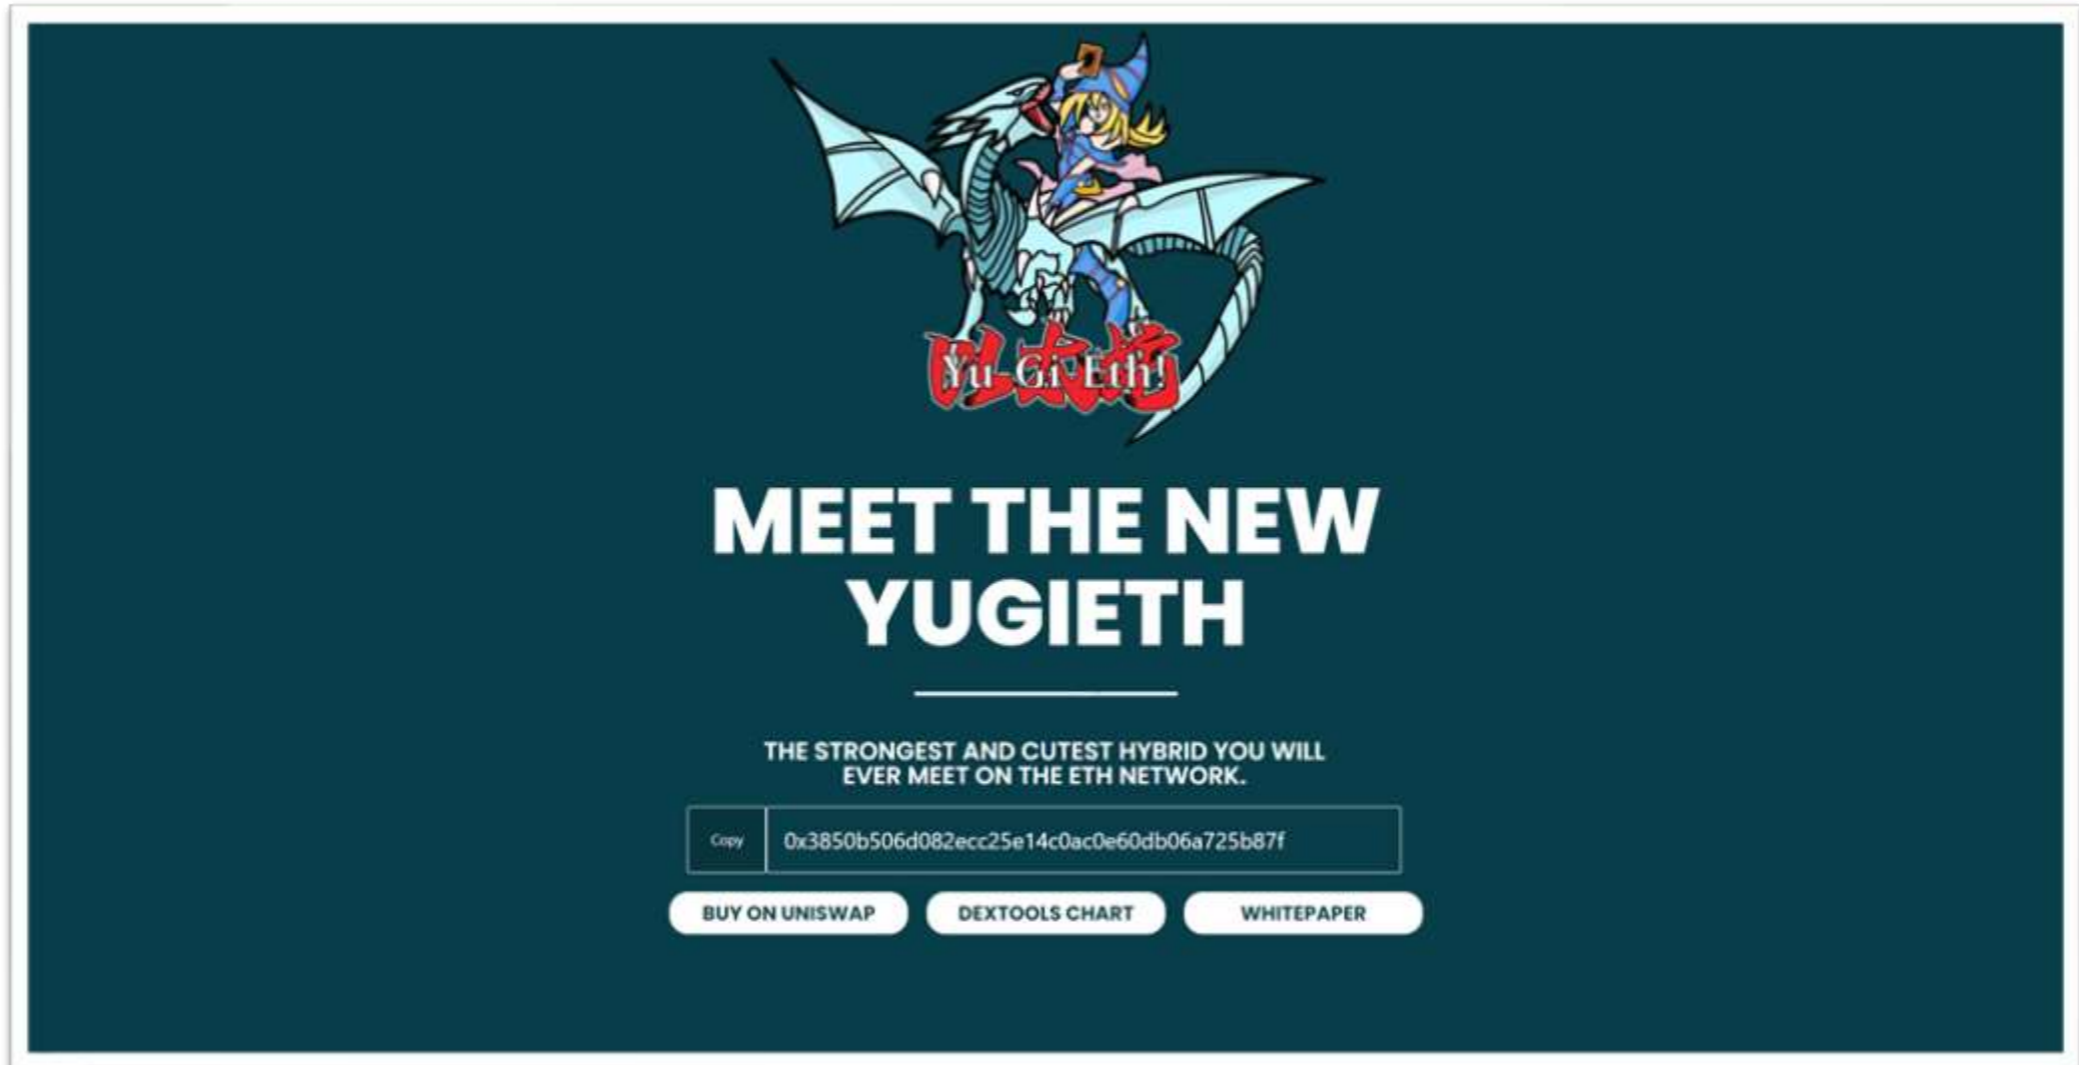 Yu-Gi-Eth!
MEET THE NEW
YUGIETH
THE STRONGEST AND CUTEST HYBRID YOU WILL
EVER MEET ON THE ETH NETWORK.
Copy
0x3850b506d082ecc25e14c0ac0e60db06a725b87f
BUY ON UNISWAP
DEXTOOLS CHART
WHITEPAPER